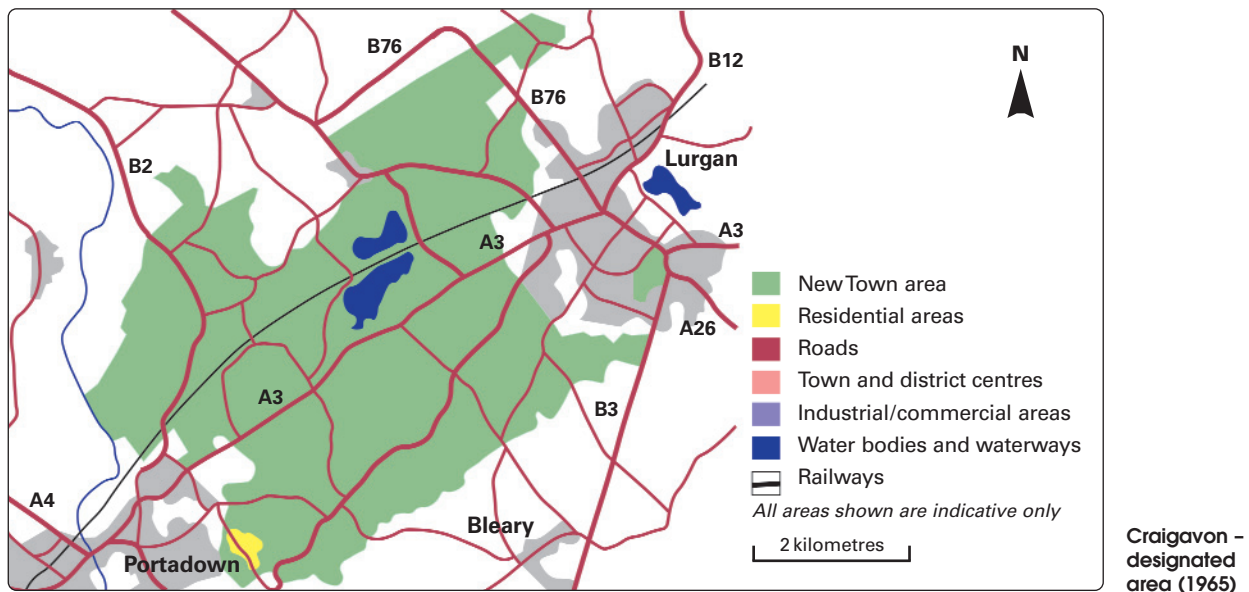 B76
B12
N
B76
B2
Lurgan
A3
A3
New Town area
Residential areas
A26
Roads
Town and district centres
A3
B3
Industrial/commercial areas
Water bodies and waterways
Railways
A4
All areas shown are indicative only
Bleary
2 kilometres
Portadown
Craigavon –
designated
area (1965)